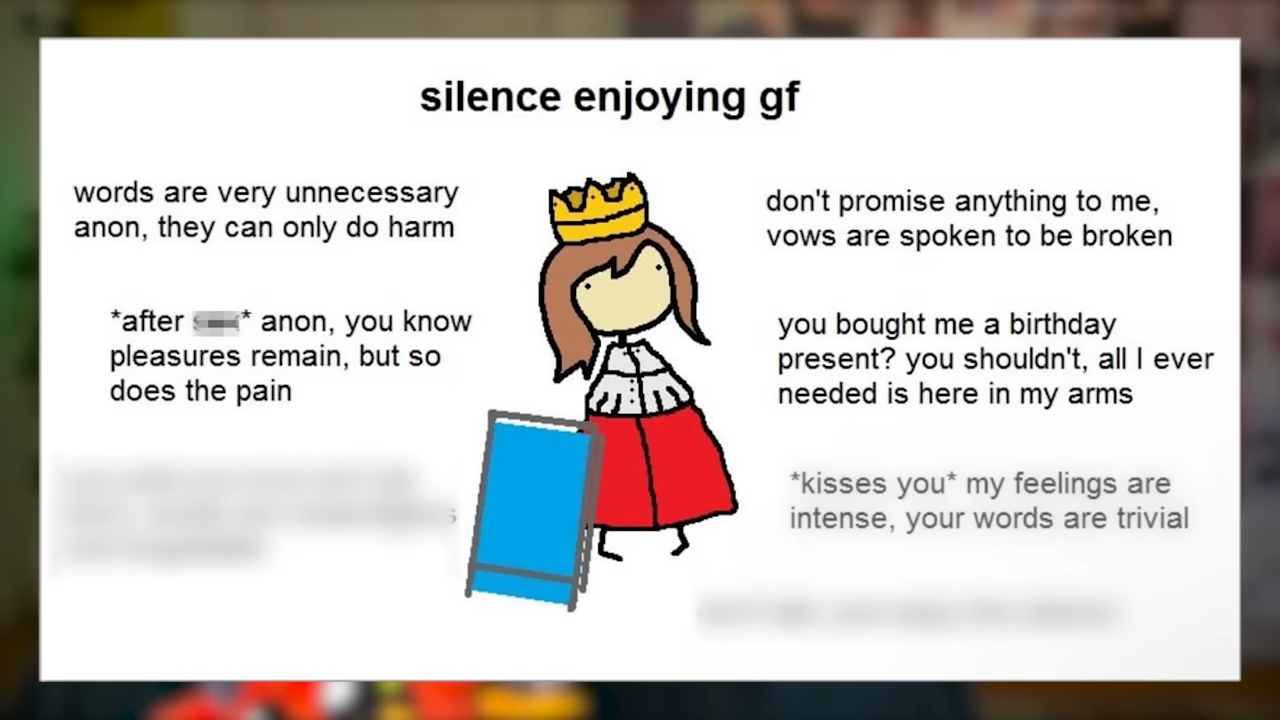 silence enjoying gf
words are very unnecessary
anon, they can only do harm
*after * anon, you know
pleasures remain, but so
does the pain
don't promise anything to me,
vows are spoken to be broken
you bought me a birthday
present? you shouldn't, all I ever
needed is here in my arms
*kisses you* my feelings are
intense, your words are trivial